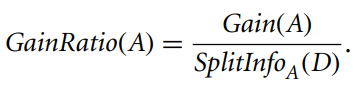 GainRatio(A) = Gain(A) / SplitInfo_A(D).